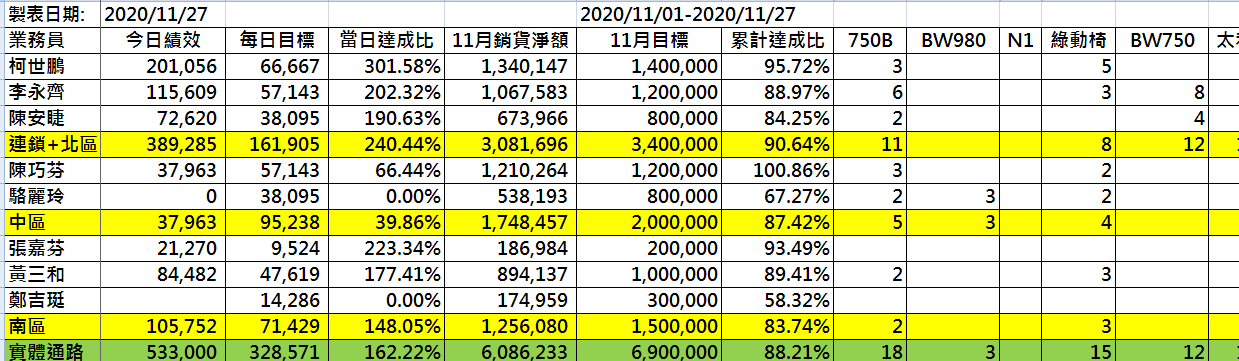 製表日期: 2020/11/27 2020/11/01-2020/11/27
業務員 今日績效 每日目標 當日達成比 11月銷貨淨額 11月目標 累計達成比 750B BW980 N1 綠動椅 BW750 太
柯世鵬 201,056 66,667 301.58% 1,340,147 1,400,000 95.72% 3 5
李永齊 115,609 57,143 202.32% 1,067,583 1,200,000 88.97% 6 3 8
陳安睫 72,620 38,095 190.63% 673,966 800,000 84.25% 2 4
連鎖+北區 389,285 161,905 240.44% 3,081,696 3,400,000 90.64% 11 8 12
陳巧芬 37,963 57,143 66.44% 1,210,264 1,200,000 100.86% 3 2
駱麗玲 0 38,095 0.00% 538,193 800,000 67.27% 2 3 2
中區 37,963 95,238 39.86% 1,748,457 2,000,000 87.42% 5 3 4
張嘉芬 21,270 9,524 223.34% 186,984 200,000 93.49%
黃三和 84,482 47,619 177.41% 894,137 1,000,000 89.41% 2 3
鄭吉珽 14,286 0.00% 174,959 300,000 58.32%
南區 105,752 71,429 148.05% 1,256,080 1,500,000 83.74% 2 3
實體通路 533,000 328,571 162.22% 6,086,233 6,900,000 88.21% 18 3 15 12